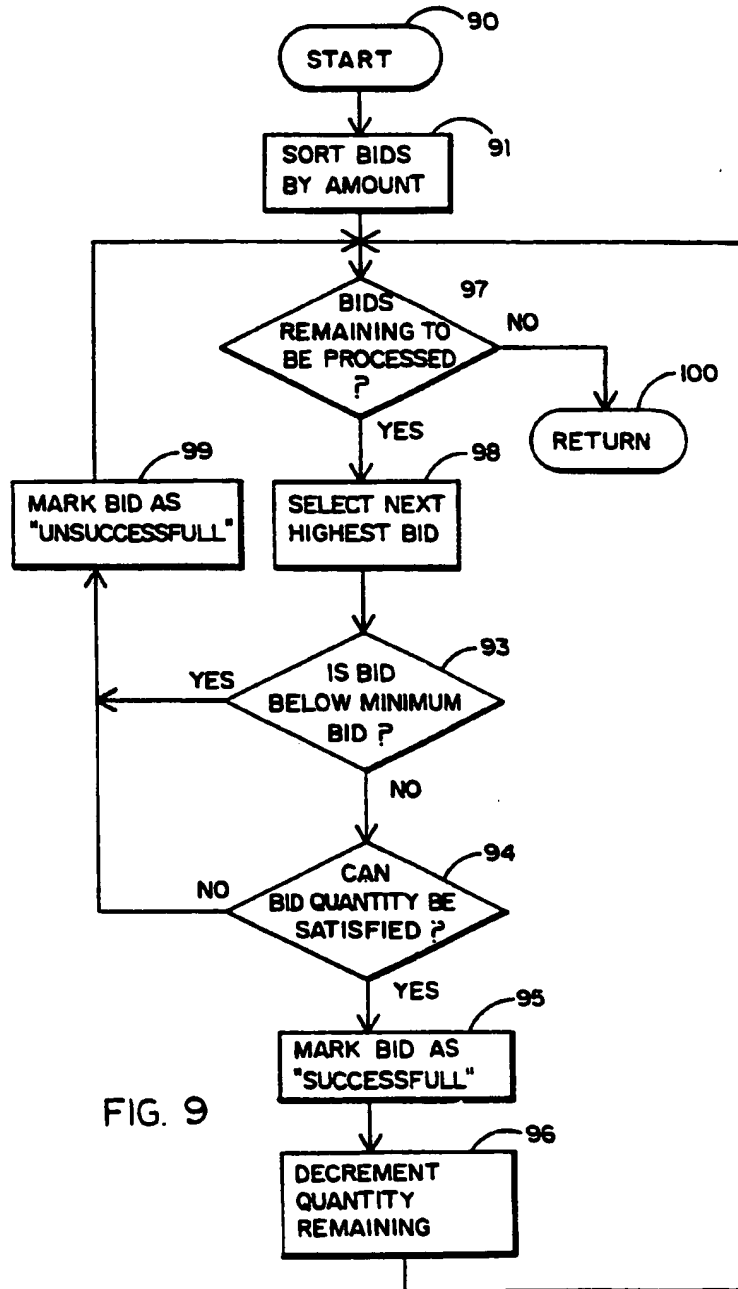 90
START
91
SORT BIDS
BY AMOUNT
97
BIDS
REMAINING TO
BE PROCESSED
?
NO
100
RETURN
YES
99
MARK BID AS
"UNSUCCESSFULL"
98
SELECT NEXT
HIGHEST BID
93
IS BID
BELOW MINIMUM
BID ?
YES
NO
94
CAN
BID QUANTITY BE
SATISFIED ?
NO
YES
95
MARK BID AS
"SUCCESSFULL"
FIG. 9
96
DECREMENT
QUANTITY
REMAINING